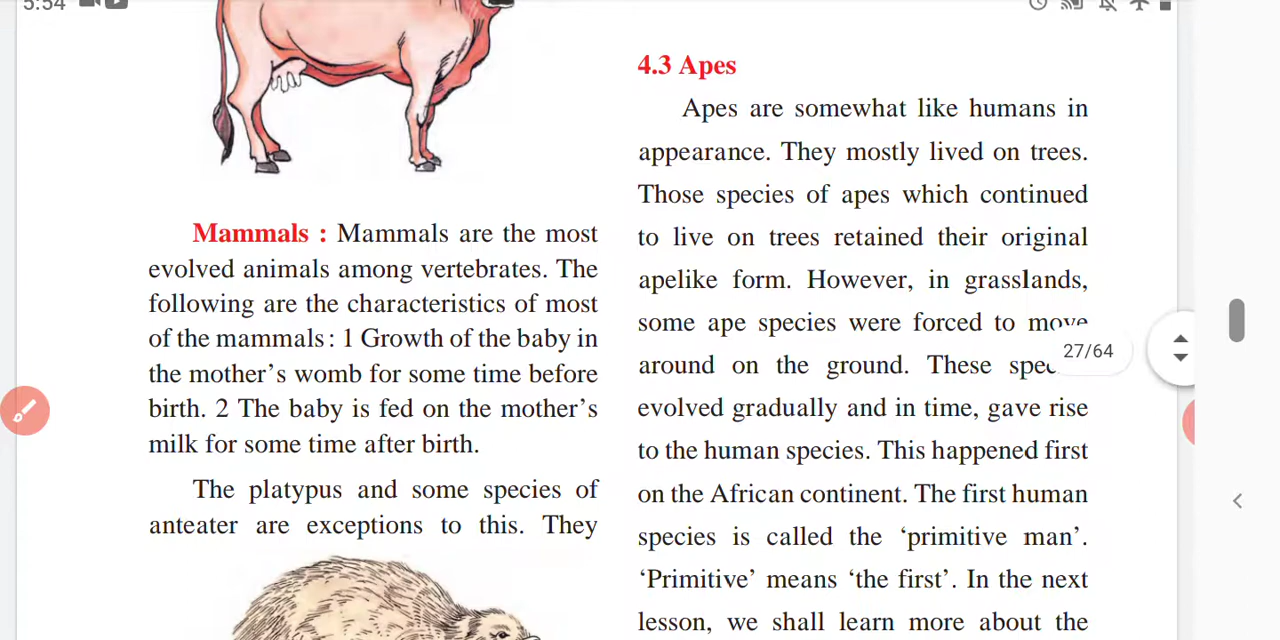 5:54
Mammals : Mammals are the most
evolved animals among vertebrates. The
following are the characteristics of most
of the mammals : 1 Growth of the baby in
the mother's womb for some time before
birth. 2 The baby is fed on the mother's
milk for some time after birth.
The platypus and some species of
anteater are exceptions to this. They
4.3 Apes
Apes are somewhat like humans in
appearance. They mostly lived on trees.
Those species of apes which continued
to live on trees retained their original
apelike form. However, in grasslands,
some ape species were forced to move
around on the ground. These spec
evolved gradually and in time, gave rise
to the human species. This happened first
on the African continent. The first human
species is called the 'primitive man'.
'Primitive' means 'the first'. In the next
lesson, we shall learn more about the
27/64